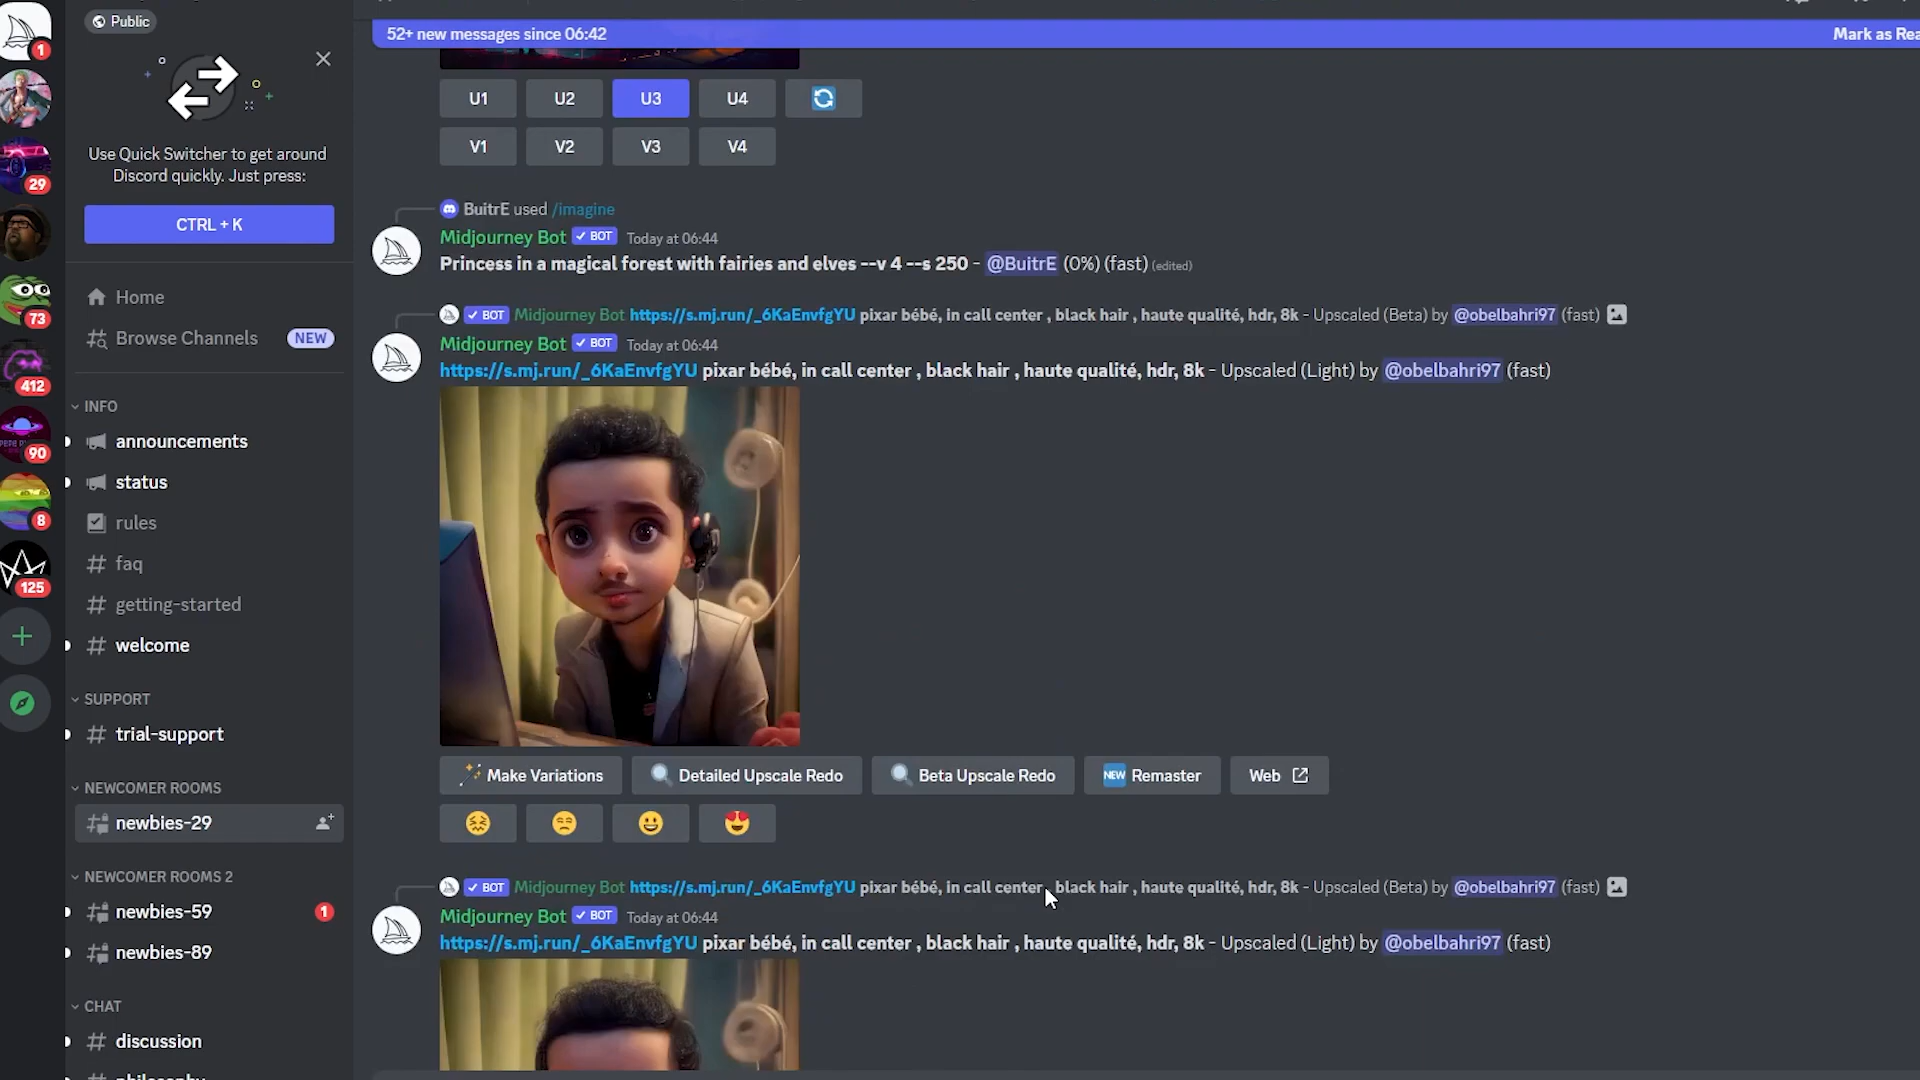 Public
1
29
73
412
90
8
125
Use Quick Switcher to get around
Discord quickly. Just press:
CTRL + K
Home
Browse Channels NEW
INFO
announcements
status
rules
faq
getting-started
welcome
SUPPORT
trial-support
NEWCOMER ROOMS
newbies-29
NEWCOMER ROOMS 2
newbies-59 1
newbies-89
CHAT
discussion
philosophy
52+ new messages since 06:42 Mark as Rea
U1 U2 U3 U4
V1 V2 V3 V4
BuitrE used /imagine
Midjourney Bot ✓ BOT Today at 06:44
Princess in a magical forest with fairies and elves --v 4 --s 250 - @BuitrE (0%) (fast) (edited)
✓ BOT Midjourney Bot https://s.mj.run/_6KaEnvfgYU pixar bébé, in call center , black hair , haute qualité, hdr, 8k - Upscaled (Beta) by @obelbahri97 (fast)
Midjourney Bot ✓ BOT Today at 06:44
https://s.mj.run/_6KaEnvfgYU pixar bébé, in call center , black hair , haute qualité, hdr, 8k - Upscaled (Light) by @obelbahri97 (fast)
Make Variations Detailed Upscale Redo Beta Upscale Redo NEW Remaster Web
✓ BOT Midjourney Bot https://s.mj.run/_6KaEnvfgYU pixar bébé, in call center , black hair , haute qualité, hdr, 8k - Upscaled (Beta) by @obelbahri97 (fast)
Midjourney Bot ✓ BOT Today at 06:44
https://s.mj.run/_6KaEnvfgYU pixar bébé, in call center , black hair , haute qualité, hdr, 8k - Upscaled (Light) by @obelbahri97 (fast)